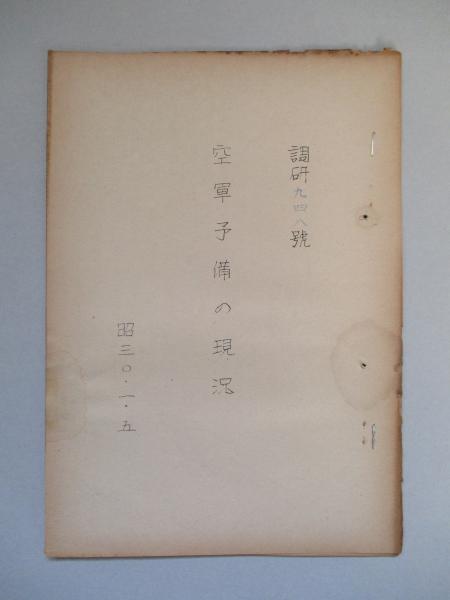 調研九四八號
空軍予備の現況
昭三〇・一・五